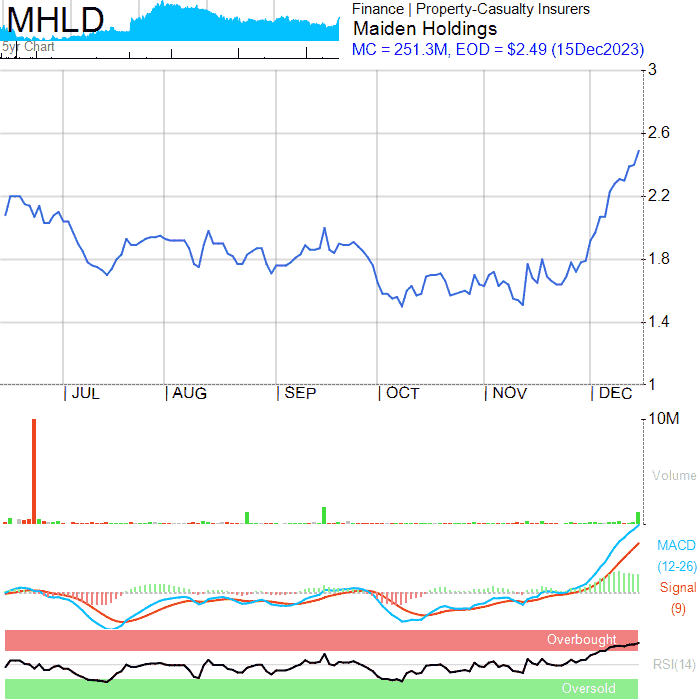 MHLD
5yr Chart
Finance | Property-Casualty Insurers
Maiden Holdings
MC = 251.3M, EOD = $2.49 (15Dec2023)
3
2.6
2.2
1.8
1.4
1
JUL AUG SEP OCT NOV DEC
10M
Volume
MACD
(12-26)
Signal
(9)
Overbought
RSI(14)
Oversold